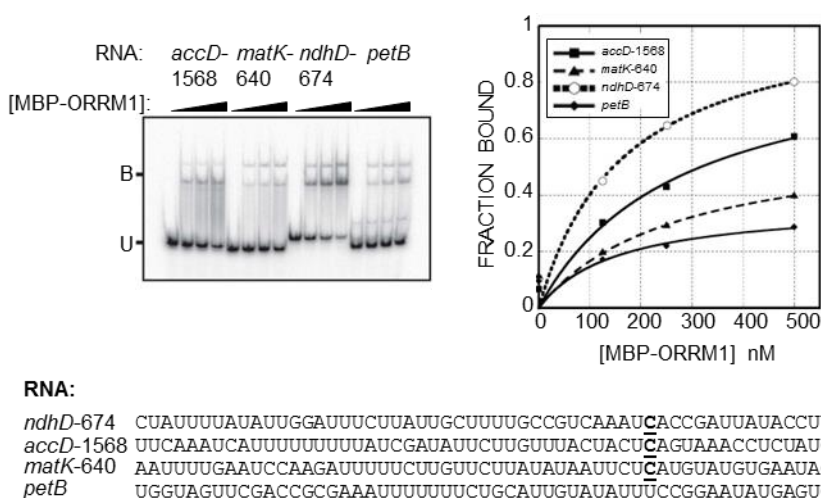 RNA: accD- matK- ndhD- petB
1568 640 674
[MBP-ORRM1]:
B
U
1
0.8
0.6
0.4
0.2
0
FRACTION BOUND
accD-1568
matK-640
ndhD-674
petB
0 100 200 300 400 500
[MBP-ORRM1] nM
RNA:
ndhD-674 CUAUUUUAUAUUGGAUUUCUUAUUGCUUUUGCCGUCAAAUCACCGAUUAUACCU
accD-1568 UUCAAAUCAUUUUUUUUUAUCGAUAUUCUUGUUUACUACUCAGUAAACCUCUAU
matK-640 AAUUUUGAAUCCAAGAUUUUUCUUGUUCUUAUAUAAUUCUCAUGUAUGUGAAUA
petB UGGUAGUUCGACCGCGAAAUUUUUUUCUGCAUUGUAUAUUUCCGGAAUAUGAGU